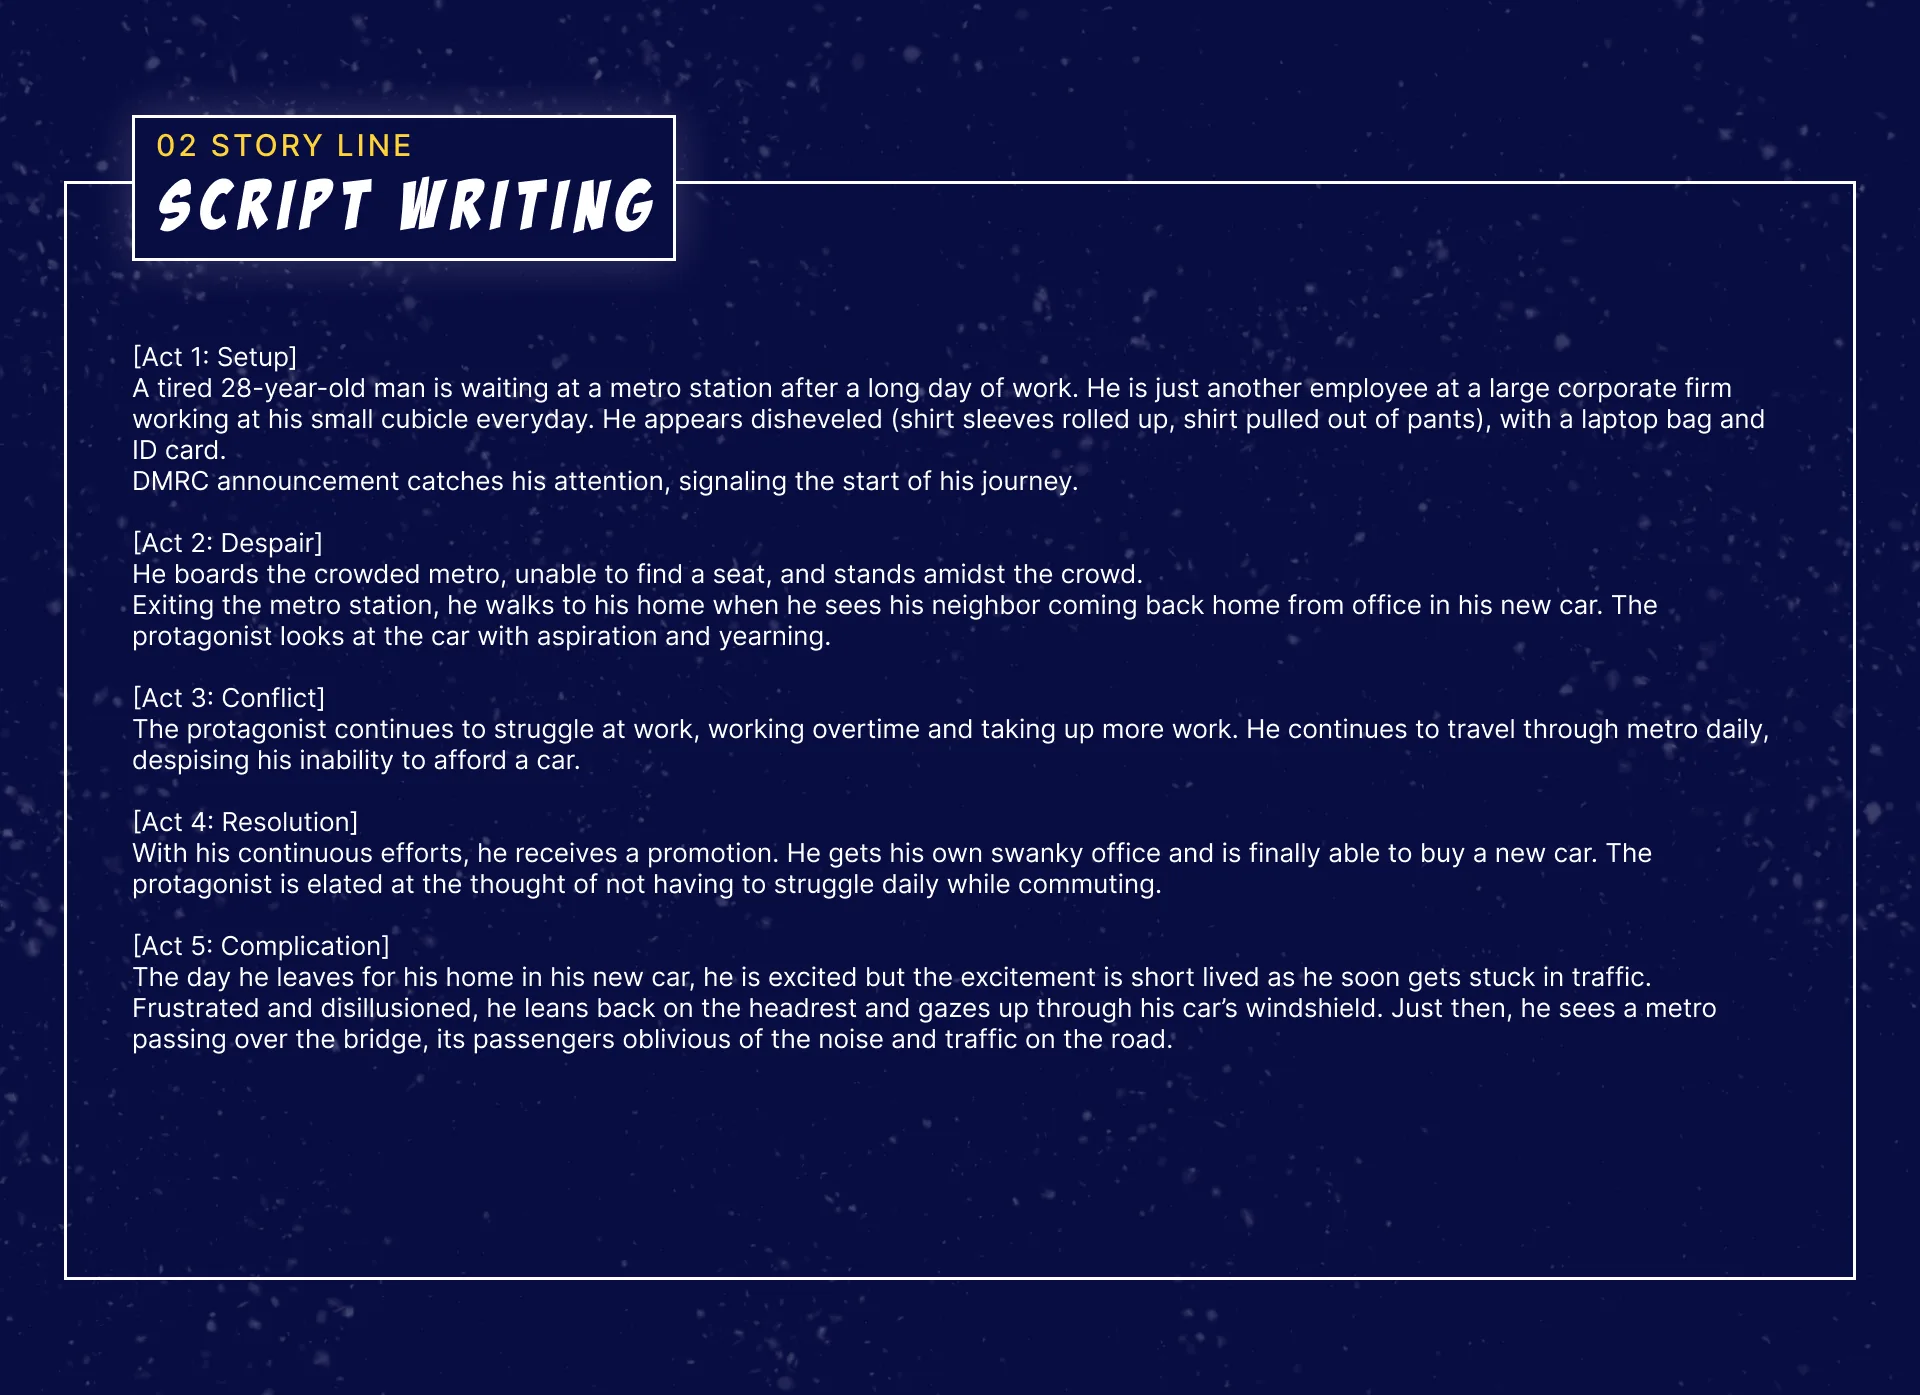 02 STORY LINE
SCRIPT WRITING
[Act 1: Setup]
A tired 28-year-old man is waiting at a metro station after a long day of work. He is just another employee at a large corporate firm
working at his small cubicle everyday. He appears disheveled (shirt sleeves rolled up, shirt pulled out of pants), with a laptop bag and
ID card.
DMRC announcement catches his attention, signaling the start of his journey.
[Act 2: Despair]
He boards the crowded metro, unable to find a seat, and stands amidst the crowd.
Exiting the metro station, he walks to his home when he sees his neighbor coming back home from office in his new car. The
protagonist looks at the car with aspiration and yearning.
[Act 3: Conflict]
The protagonist continues to struggle at work, working overtime and taking up more work. He continues to travel through metro daily,
despising his inability to afford a car.
[Act 4: Resolution]
With his continuous efforts, he receives a promotion. He gets his own swanky office and is finally able to buy a new car. The
protagonist is elated at the thought of not having to struggle daily while commuting.
[Act 5: Complication]
The day he leaves for his home in his new car, he is excited but the excitement is short lived as he soon gets stuck in traffic.
Frustrated and disillusioned, he leans back on the headrest and gazes up through his car’s windshield. Just then, he sees a metro
passing over the bridge, its passengers oblivious of the noise and traffic on the road.